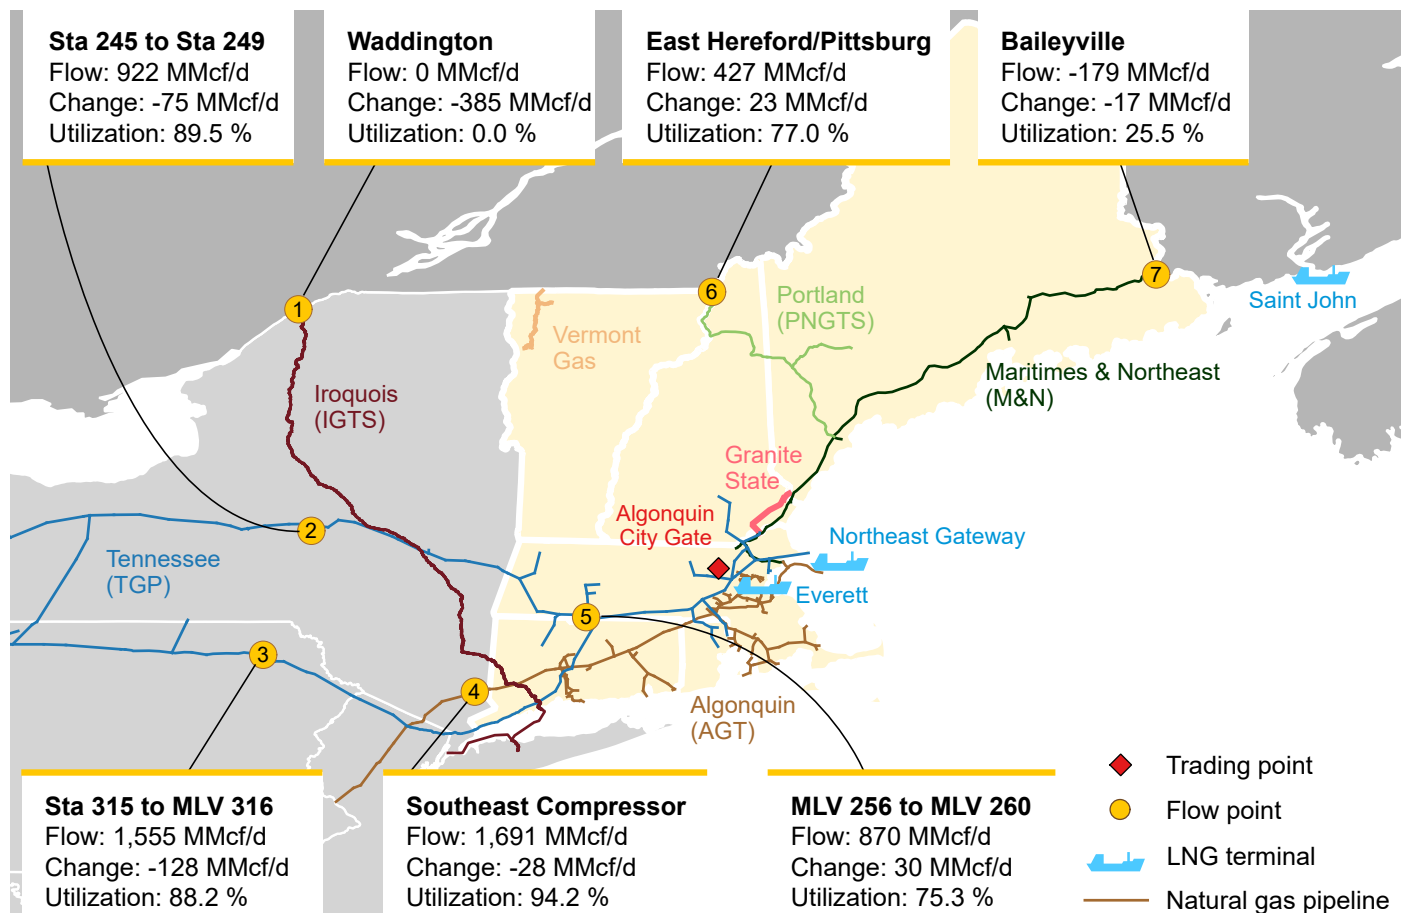 Sta 245 to Sta 249
Flow: 922 MMcf/d
Change: -75 MMcf/d
Utilization: 89.5 %
Waddington
Flow: 0 MMcf/d
Change: -385 MMcf/d
Utilization: 0.0 %
East Hereford/Pittsburg
Flow: 427 MMcf/d
Change: 23 MMcf/d
Utilization: 77.0 %
Baileyville
Flow: -179 MMcf/d
Change: -17 MMcf/d
Utilization: 25.5 %
1
6
7
Saint John
Portland
(PNGTS)
Vermont
Gas
Iroquois
(IGTS)
Maritimes & Northeast
(M&N)
Granite
State
Algonquin
City Gate
Northeast Gateway
2
Tennessee
(TGP)
Everett
5
3
4
Algonquin
(AGT)
Sta 315 to MLV 316
Flow: 1,555 MMcf/d
Change: -128 MMcf/d
Utilization: 88.2 %
Southeast Compressor
Flow: 1,691 MMcf/d
Change: -28 MMcf/d
Utilization: 94.2 %
MLV 256 to MLV 260
Flow: 870 MMcf/d
Change: 30 MMcf/d
Utilization: 75.3 %
Trading point
Flow point
LNG terminal
Natural gas pipeline